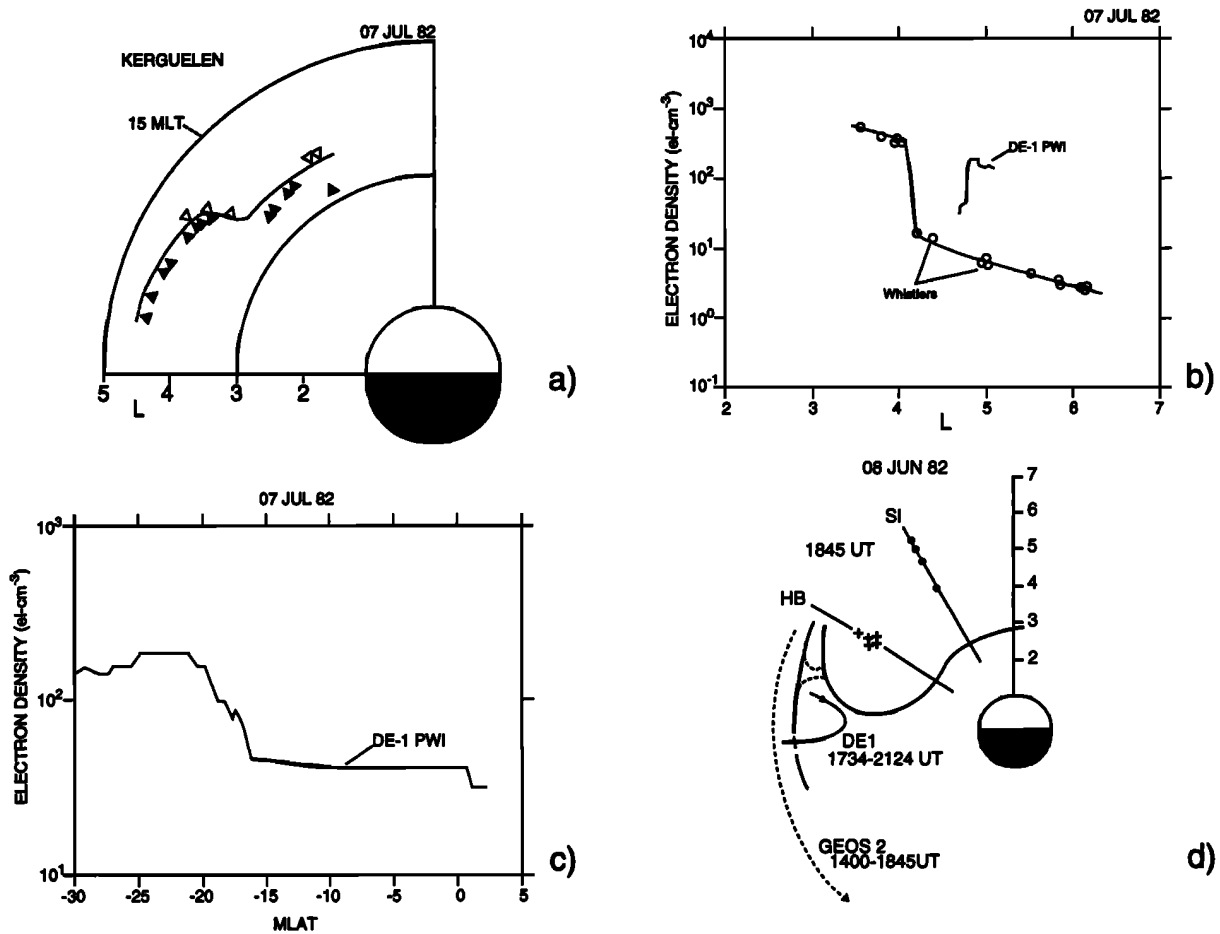 07 JUL 82
KERGUELEN
15 MLT
5 4 3 2
L
a)
07 JUL 82
ELECTRON DENSITY (el-cm-3)
10^4
10^3
10^2
10^1
10^0
10^-1
DE-1 PWI
Whistlers
2 3 4 5 6 7
L
b)
07 JUL 82
ELECTRON DENSITY (el-cm-3)
10^3
10^2
10^1
DE-1 PWI
-30 -25 -20 -15 -10 -5 0 5
MLAT
c)
08 JUN 82
7
6
5
4
3
2
SI
1845 UT
HB
DE1
1734-2124 UT
GEOS 2
1400-1845UT
d)